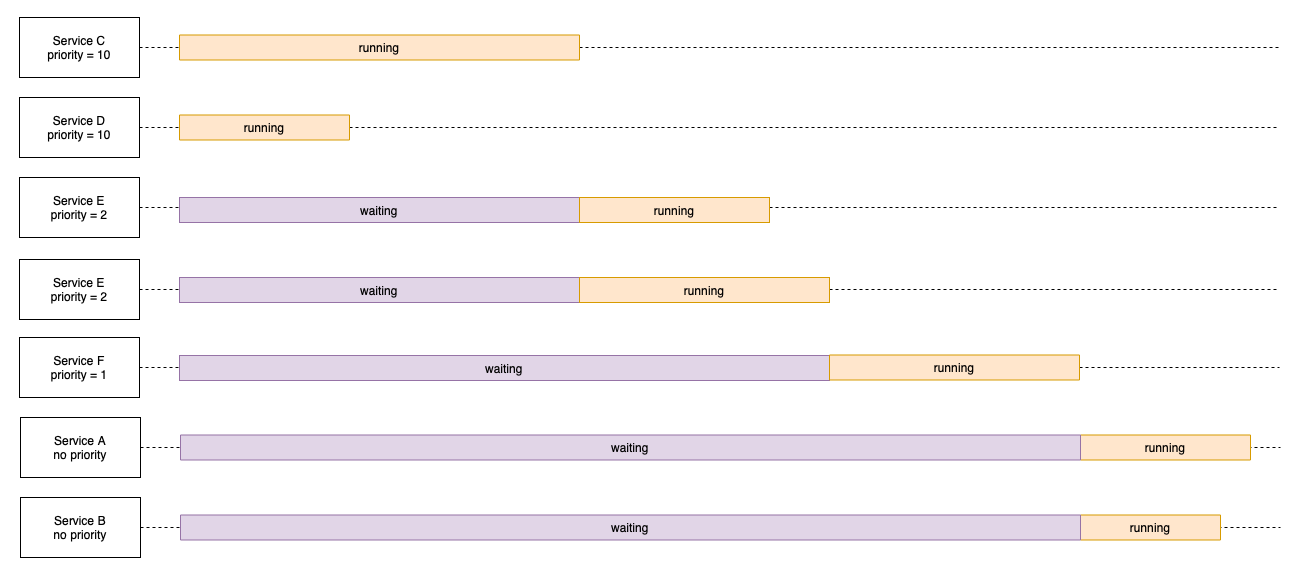 Service C
priority = 10
running
Service D
priority = 10
running
Service E
priority = 2
waiting
running
Service E
priority = 2
waiting
running
Service F
priority = 1
waiting
running
Service A
no priority
waiting
running
Service B
no priority
waiting
running